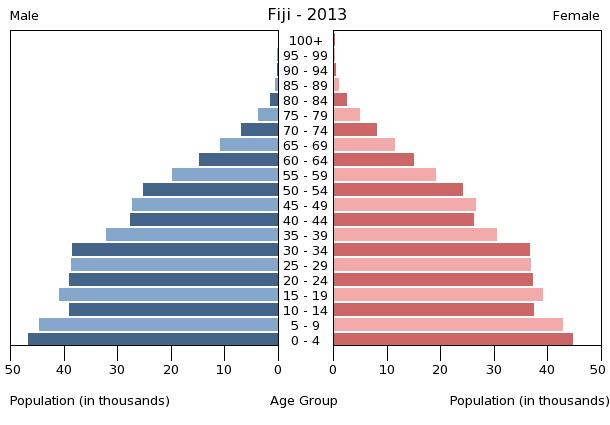 Fiji - 2013
Male
Female
100+
95 - 99
90 - 94
85 - 89
80 - 84
75 - 79
70 - 74
65 - 69
60 - 64
55 - 59
50 - 54
45 - 49
40 - 44
35 - 39
30 - 34
25 - 29
20 - 24
15 - 19
10 - 14
5 - 9
0 - 4
50 40 30 20 10 0 0 10 20 30 40 50
Population (in thousands) Age Group Population (in thousands)